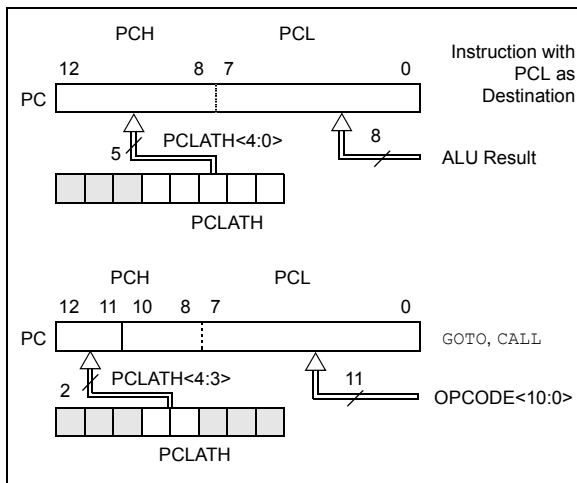 PCH PCL
12 8 7 0
Instruction with
PCL as
Destination
PC
5 PCLATH<4:0> 8
ALU Result
PCLATH
PCH PCL
12 11 10 8 7 0
PC GOTO, CALL
2 PCLATH<4:3> 11
OPCODE<10:0>
PCLATH